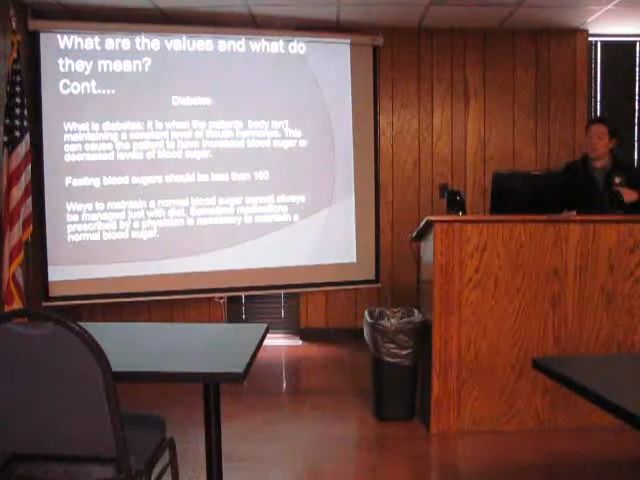 What are the values and what do
they mean?
Cont....
Diabetes
What is diabetes: it is when the patients body isn't
maintaining a constant level of insulin hormones. This
can cause the patient to have increased blood sugar or
decreased levels of blood sugar.
Fasting blood sugars should be less than 100
Ways to maintain a normal blood sugar cannot always
be managed just with diet. Sometimes
prescribed by a physician is necessary to maintain a
normal blood sugar.